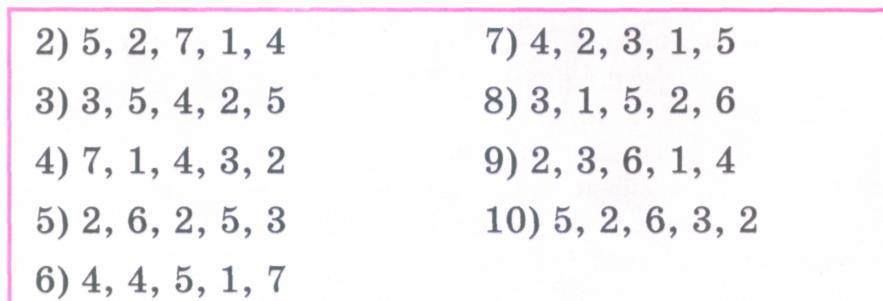 2) 5, 2, 7, 1, 4
3) 3, 5, 4, 2, 5
4) 7, 1, 4, 3, 2
5) 2, 6, 2, 5, 3
6) 4, 4, 5, 1, 7
7) 4, 2, 3, 1, 5
8) 3, 1, 5, 2, 6
9) 2, 3, 6, 1, 4
10) 5, 2, 6, 3, 2